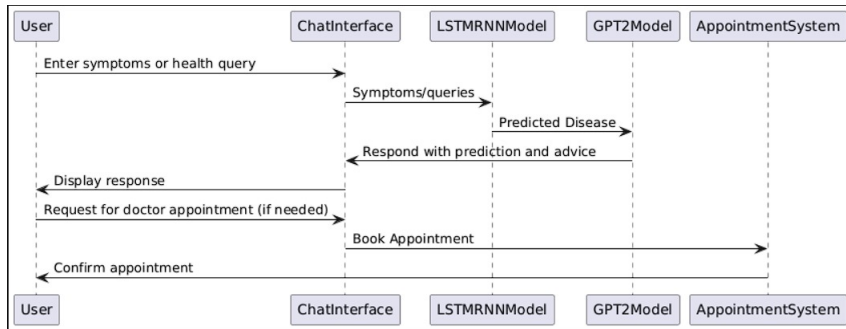 User ChatInterface LSTMRNNModel GPT2Model AppointmentSystem
Enter symptoms or health query
Symptoms/queries
Predicted Disease
Respond with prediction and advice
Display response
Request for doctor appointment (if needed)
Book Appointment
Confirm appointment
User ChatInterface LSTMRNNModel GPT2Model AppointmentSystem